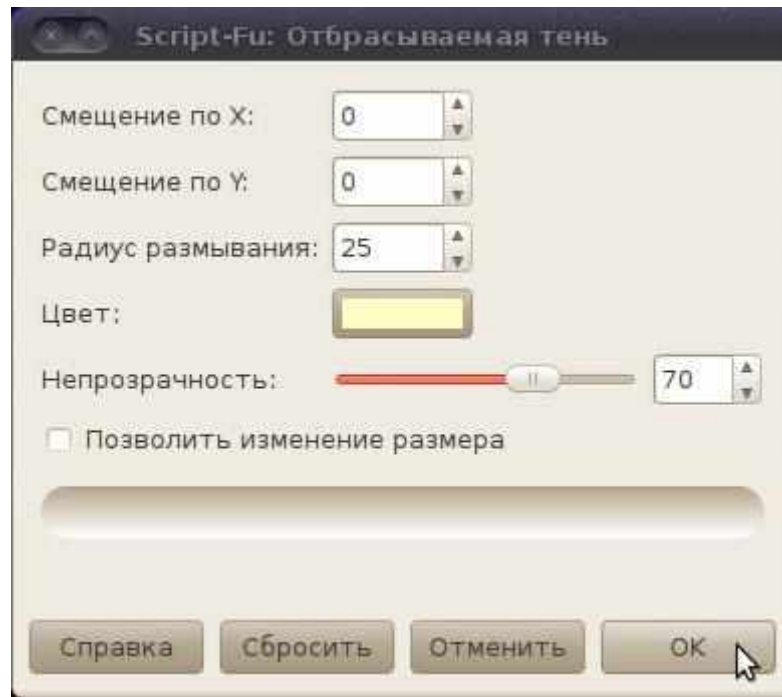 Script-Fu: Отбрасываемая тень
Смещение по X: 0
Смещение по Y: 0
Радиус размывания: 25
Цвет:
Непрозрачность: 70
Позволить изменение размера
Справка Сбросить Отменить OK